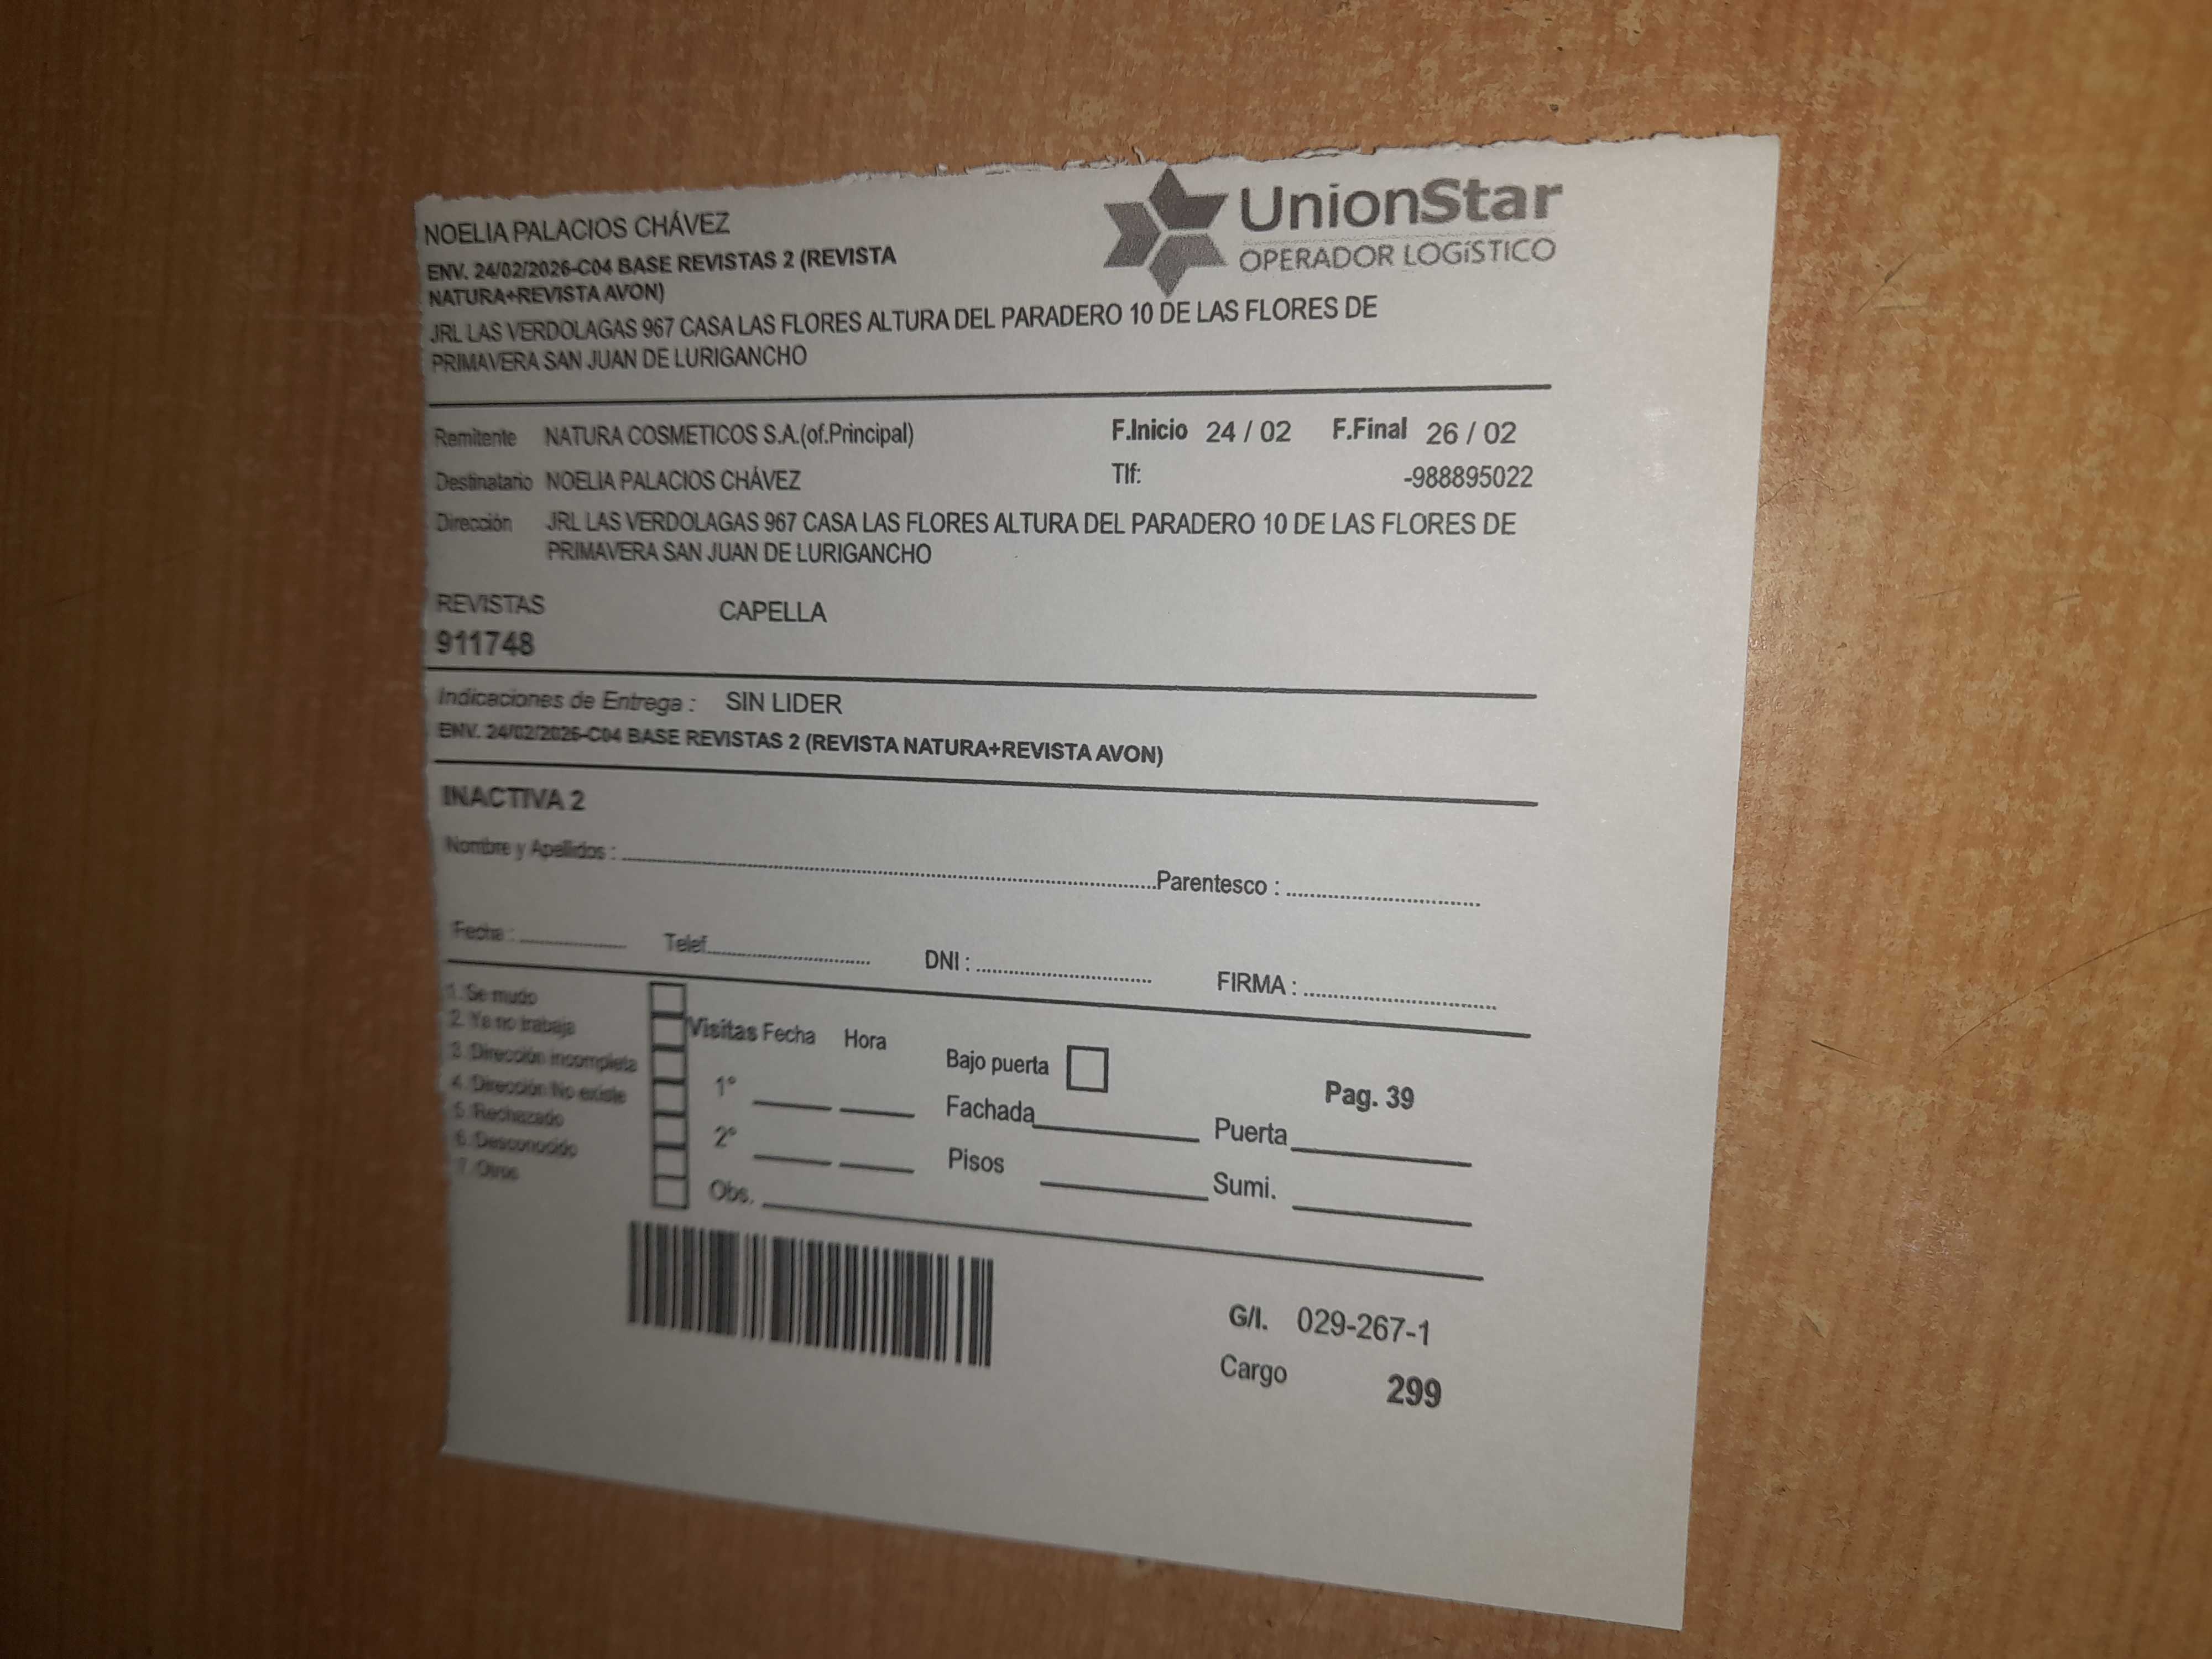 NOELIA PALACIOS CHÁVEZ
ENV. 24/02/2026-C04 BASE REVISTAS 2 (REVISTA
NATURA+REVISTA AVON)
UnionStar
OPERADOR LOGíSTICO
JRL LAS VERDOLAGAS 967 CASA LAS FLORES ALTURA DEL PARADERO 10 DE LAS FLORES DE
PRIMAVERA SAN JUAN DE LURIGANCHO
Remitente NATURA COSMETICOS S.A.(of.Principal) F.Inicio 24 / 02 F.Final 26 / 02
Destinatario NOELIA PALACIOS CHÁVEZ Tlf: -988895022
Dirección JRL LAS VERDOLAGAS 967 CASA LAS FLORES ALTURA DEL PARADERO 10 DE LAS FLORES DE
PRIMAVERA SAN JUAN DE LURIGANCHO
REVISTAS CAPELLA
911748
Indicaciones de Entrega : SIN LIDER
ENV. 24/02/2026-C04 BASE REVISTAS 2 (REVISTA NATURA+REVISTA AVON)
INACTIVA 2
Nombre y Apellidos : Parentesco :
Fecha : Telef. DNI : FIRMA :
1. Se mudo
2. Ya no trabaja
3. Dirección incompleta
4. Dirección No existe
5. Rechazado
6. Desconocido
7. Otros
Visitas Fecha Hora
1°
2°
Obs.
Bajo puerta
Pag. 39
Fachada Puerta
Pisos Sumi.
G/I. 029-267-1
Cargo 299